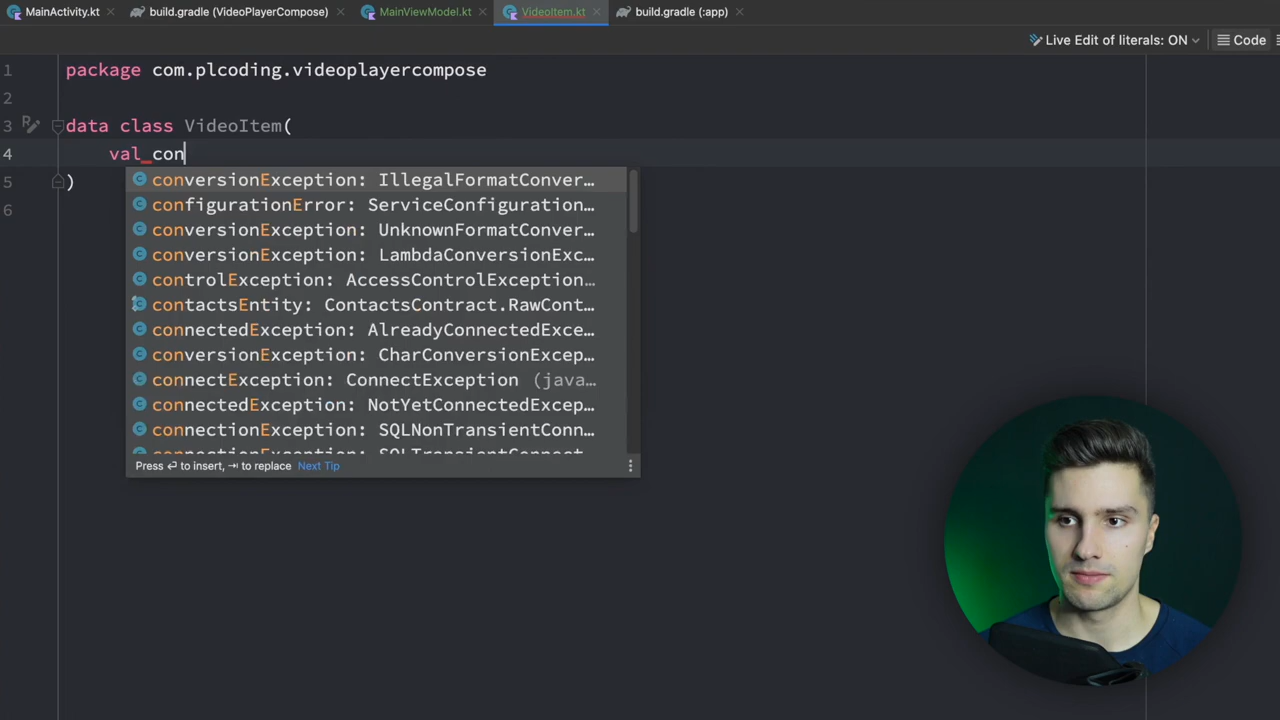 MainActivity.kt
build.gradle (VideoPlayerCompose)
MainViewModel.kt
VideoItem.kt
build.gradle (:app)
Live Edit of literals: ON
Code
1 package com.plcoding.videoplayercompose
2
3 data class VideoItem(
4 val con
5 )
6
conversionException: IllegalFormatConver…
configurationError: ServiceConfiguration…
conversionException: UnknownFormatConver…
conversionException: LambdaConversionExc…
controlException: AccessControlException…
contactsEntity: ContactsContract.RawCont…
connectedException: AlreadyConnectedExce…
conversionException: CharConversionExcep…
connectException: ConnectException (java…
connectedException: NotYetConnectedExcep…
connectionException: SQLNonTransientConn…
connectionException: SQLTransientConnect…
Press ⏎ to insert, ⇥ to replace Next Tip